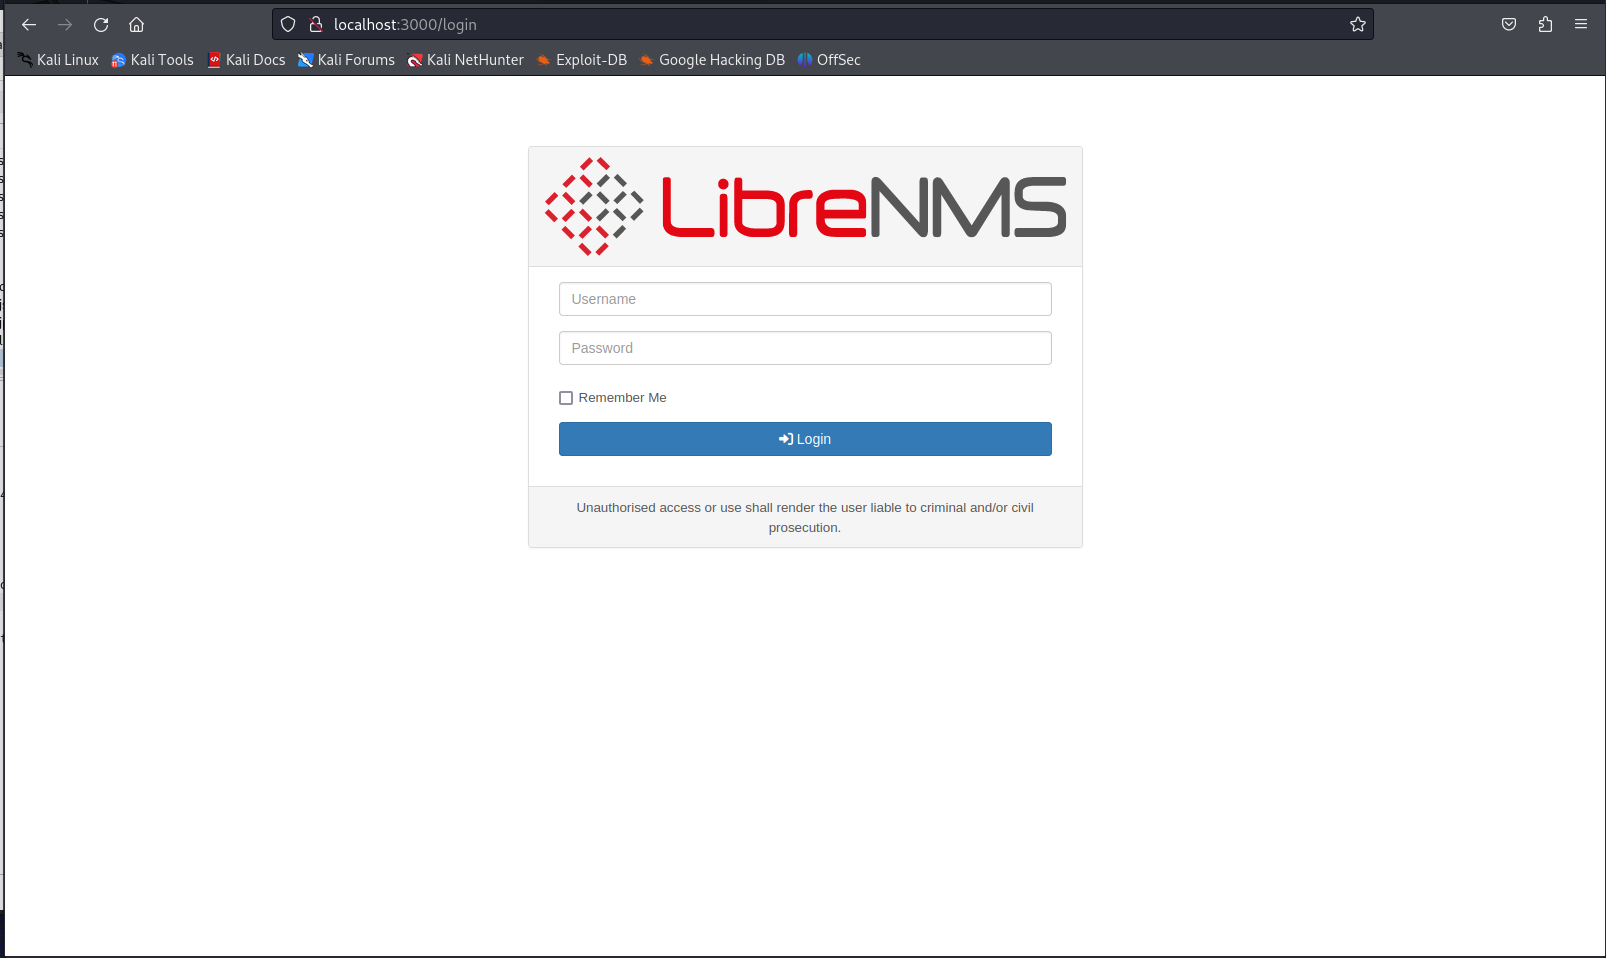 localhost:3000/login
Kali Linux Kali Tools Kali Docs Kali Forums Kali NetHunter Exploit-DB Google Hacking DB OffSec
LibreNMS
Username
Password
Remember Me
Login
Unauthorised access or use shall render the user liable to criminal and/or civil
prosecution.